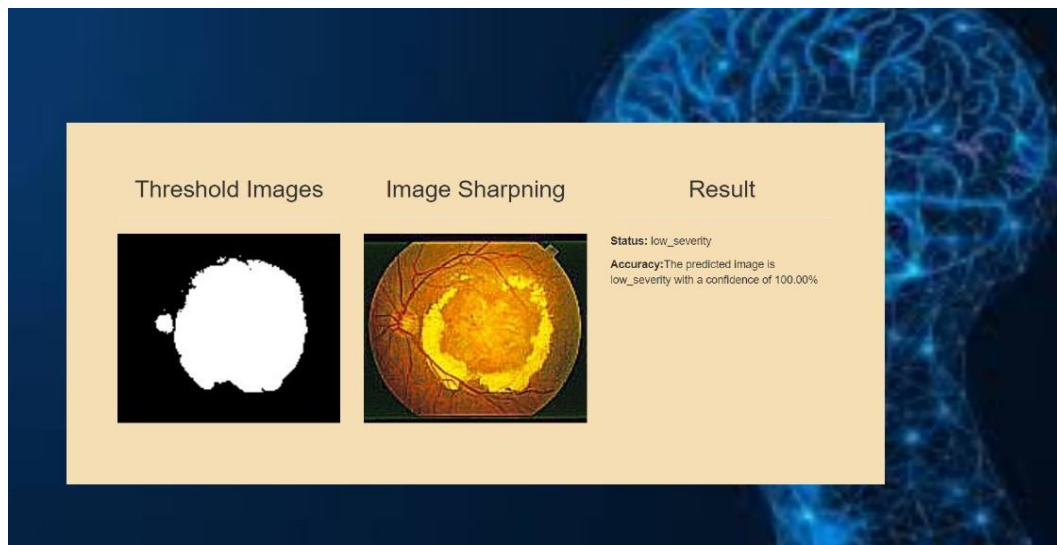 Threshold Images
Image Sharpning
Result
Status: low_severity
Accuracy:The predicted image is
low_severity with a confidence of 100.00%